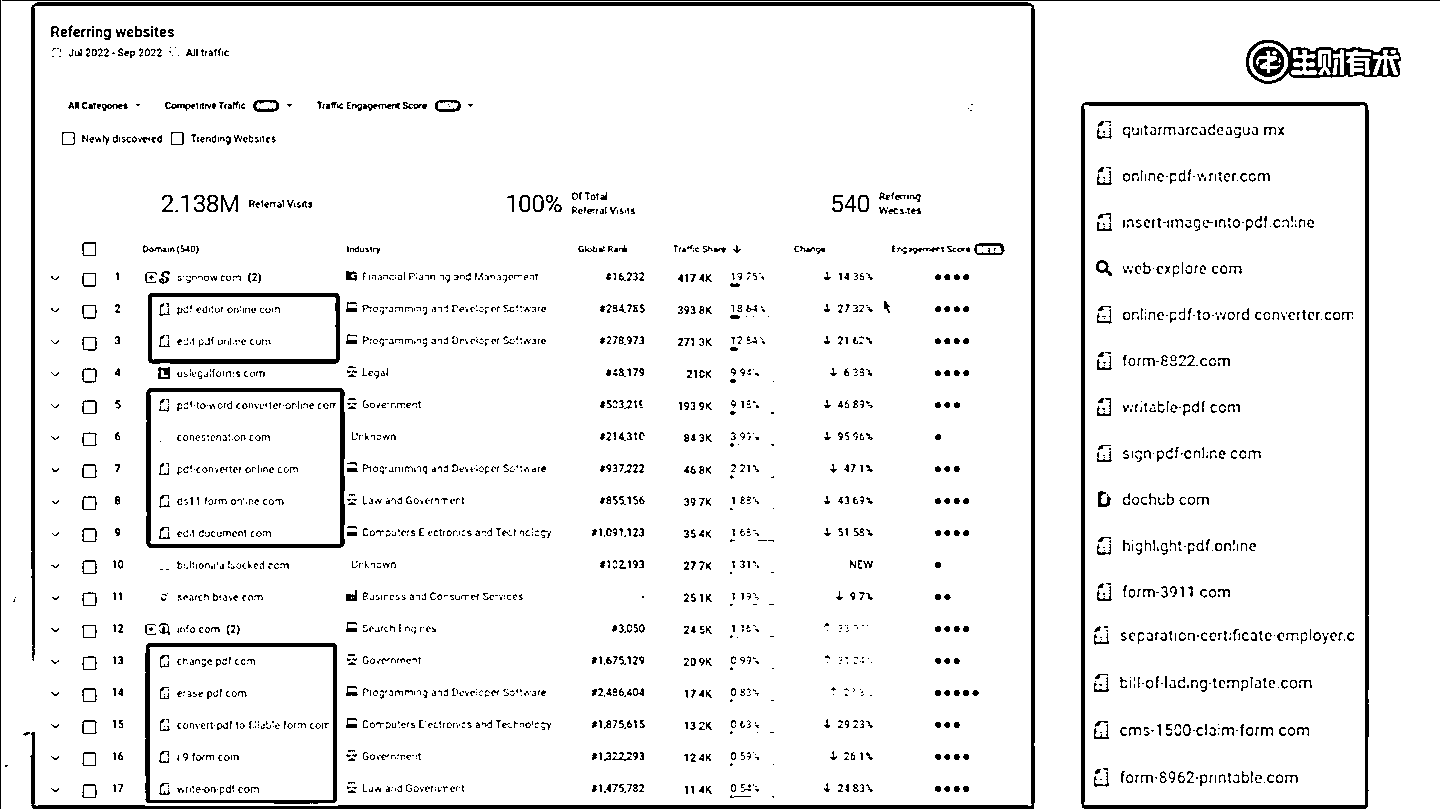 Referring websites
Jul 2022 - Sep 2022 All traffic
生财有术
All Categories Competitive Traffic Traffic Engagement Score
Newly discovered Trending Websites
2.138M Referral Visits 100% Of Total Referral Visits 540 Referring Websites
Domain (540) Industry Global Rank Traffic Share ↓ Change Engagement Score
1 signnow.com (2) Financial Planning and Management #16,232 417.4K ↓ 14.36%
2 pdf-editor-online.com Programming and Developer Software #284,785 393.8K 18.64% ↓ 27.32%
3 edit-pdf-online.com Programming and Developer Software #278,973 271.3K 12.84% ↓ 21.62%
4 uslegalforms.com Legal #48,179 210K 9.94% ↓ 6.38%
5 pdf-to-word-converter-online.com Government 193.9K 9.18% ↓ 46.89%
6 Unknown #214,310 84.3K ↓ 95.96%
7 pdf-converter-online.com Programming and Developer Software #937,222 46.8K 2.21% ↓ 47.1%
8 ds11-form-online.com Law and Government #855,156 39.7K 1.88% ↓ 43.69%
9 edit-document.com Computers Electronics and Technology #1,091,123 35.4K 1.68% ↓ 51.58%
10 Unknown #102,193 27.7K 1.31% NEW
11 search.brave.com Business and Consumer Services - 25.1K 1.19% ↓ 9.7%
12 info.com (2) Search Engines #3,050 24.5K 1.16%
13 change-pdf.com Government #1,675,129 20.9K 0.99%
14 erase-pdf.com Programming and Developer Software #2,486,404 17.4K 0.83%
15 convert-pdf-to-fillable-form.com Computers Electronics and Technology #1,875,615 13.2K 0.63% ↓ 29.23%
16 i-9-form.com Government #1,322,293 12.4K 0.59% ↓ 26.1%
17 write-on-pdf.com Law and Government #1,475,782 11.4K 0.54% ↓ 24.83%
quitarmarcadeagua.mx
online-pdf-writer.com
insert-image-into-pdf.online
web-explore.com
online-pdf-to-word-converter.com
form-8822.com
writable-pdf.com
sign-pdf-online.com
dochub.com
highlight-pdf.online
form-3911.com
separation-certificate-employer.c
bill-of-lading-template.com
cms-1500-claim-form.com
form-8962-printable.com